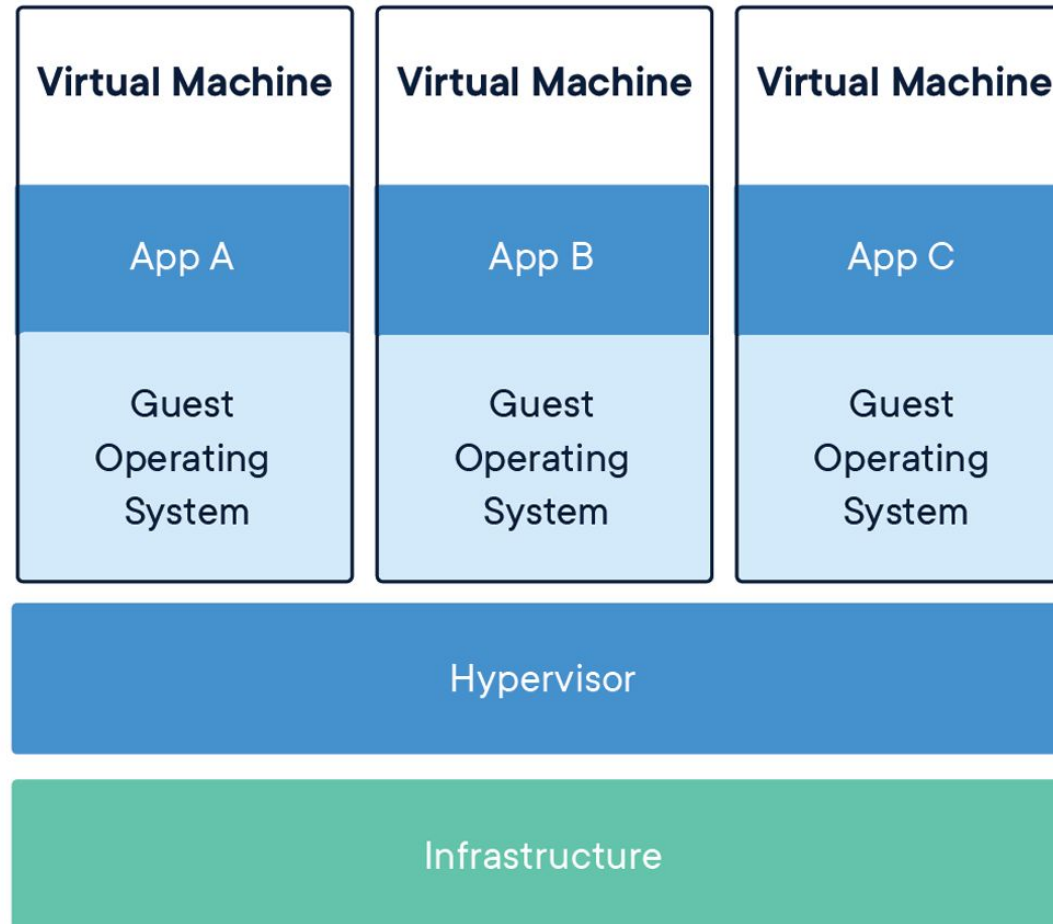 Virtual Machine
Virtual Machine
Virtual Machine
App A
App B
App C
Guest
Operating
System
Guest
Operating
System
Guest
Operating
System
Hypervisor
Infrastructure